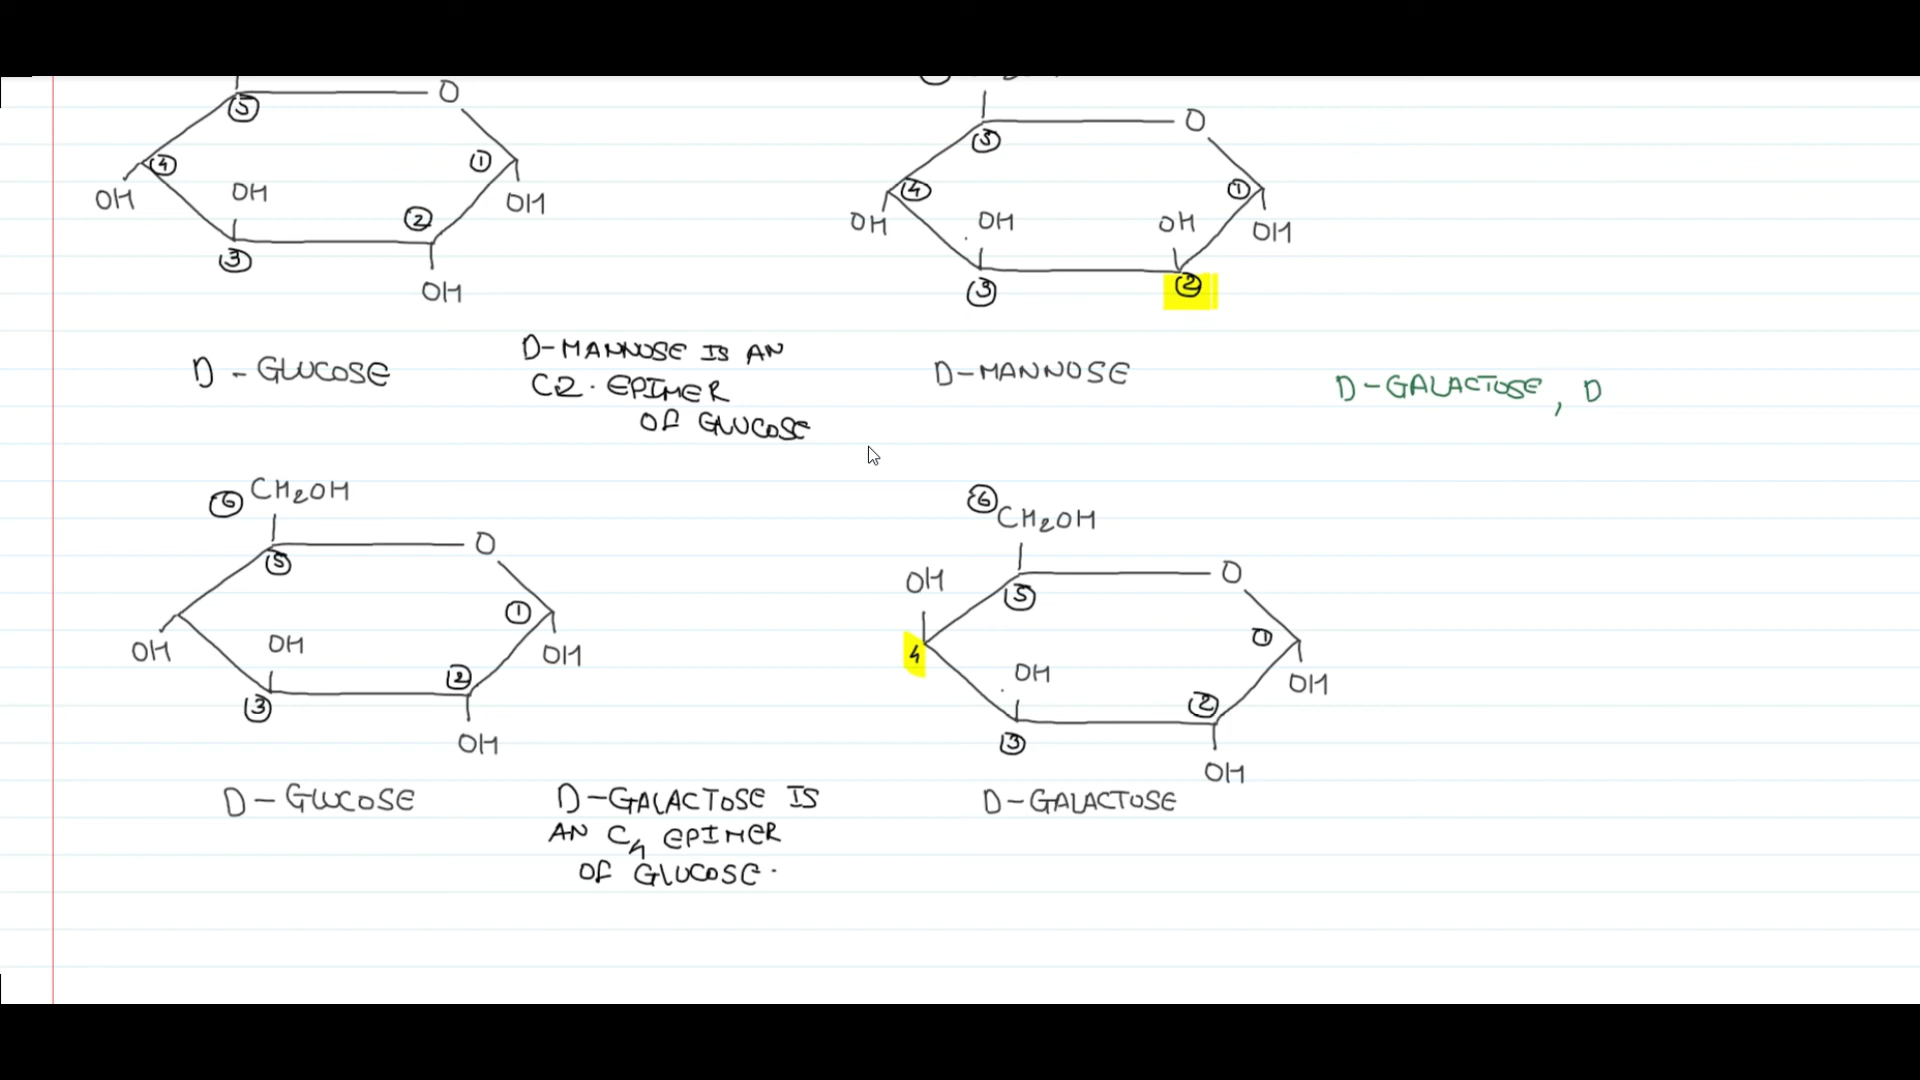 O
5
4
1
OH
OH
OH
2
3
OH
O
5
4
1
OH
OH
OH
OH
3
2
D - GLUCOSE
D-MANNOSE IS AN
C2. EPIMER
OF GLUCOSE
D-MANNOSE
D-GALACTOSE, D
6 CH2OH
O
5
1
OH
OH
OH
2
3
OH
6 CH2OH
O
OH
5
1
4
OH
OH
2
3
OH
D-GLUCOSE
D-GALACTOSE IS
AN C4 EPIMER
OF GLUCOSE.
D-GALACTOSE